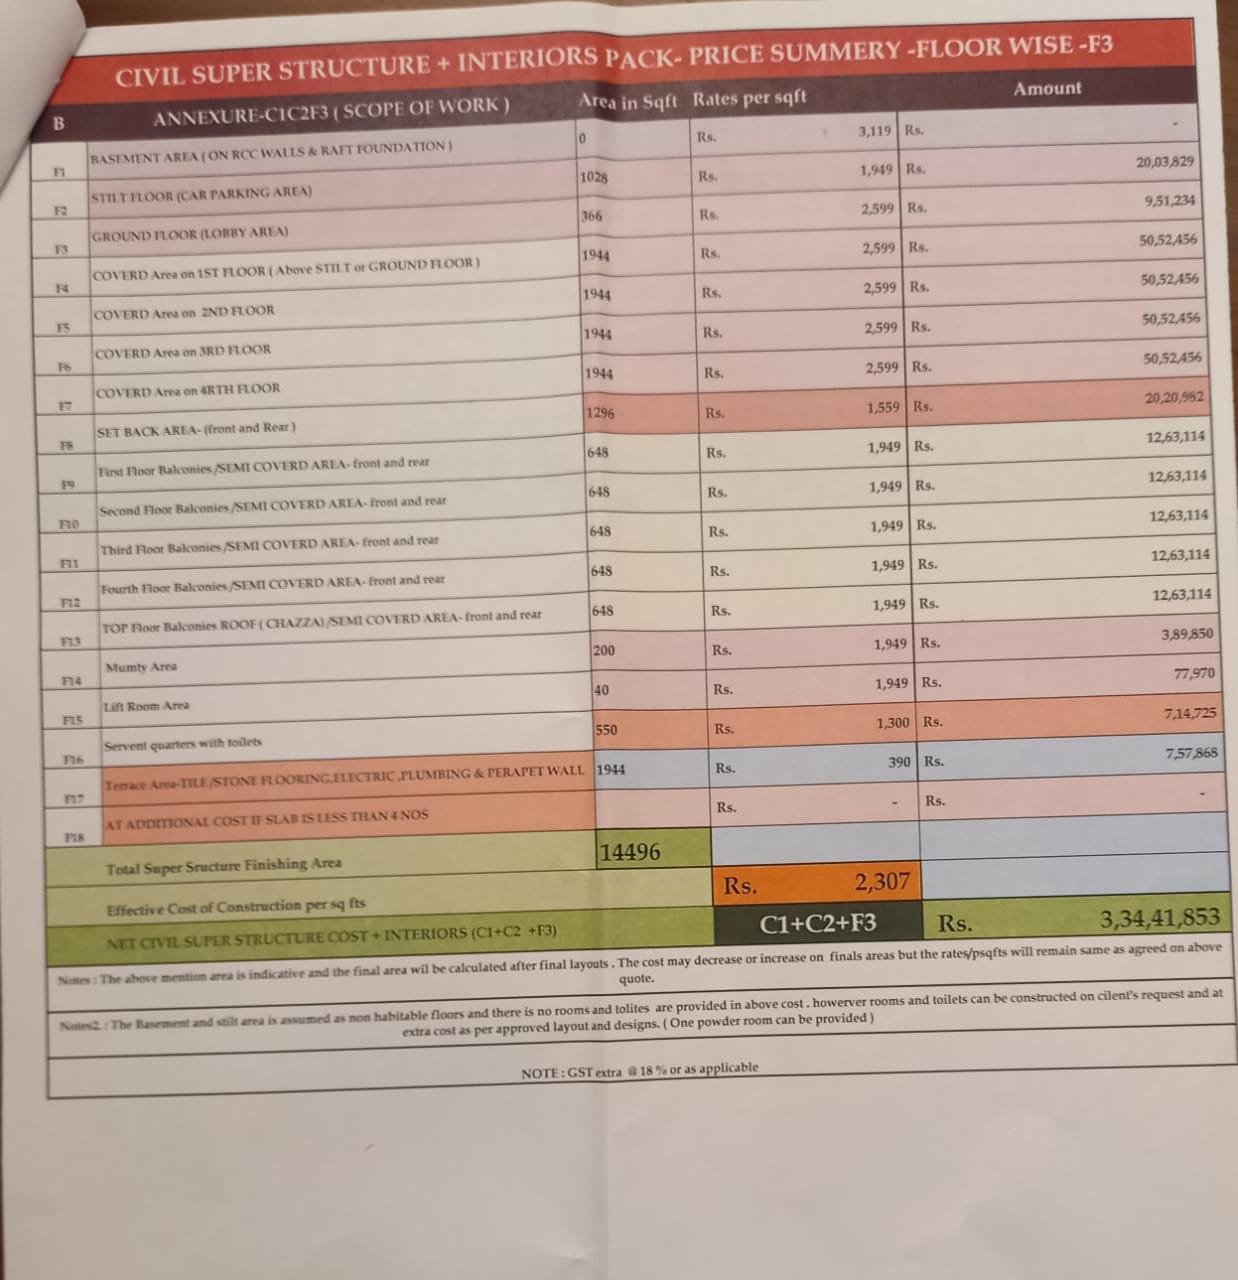 CIVIL SUPER STRUCTURE + INTERIORS PACK- PRICE SUMMERY -FLOOR WISE -F3
B ANNEXURE-C1C2F3 ( SCOPE OF WORK ) Area in Sqft Rates per sqft Amount
F1 BASEMENT AREA ( ON RCC WALLS & RAFT FOUNDATION ) 0 Rs. 3,119 Rs. -
F2 STILT FLOOR (CAR PARKING AREA) 1028 Rs. 1,949 Rs. 20,03,829
F3 GROUND FLOOR (LOBBY AREA) 366 Rs. 2,599 Rs. 9,51,234
F4 COVERD Area on 1ST FLOOR ( Above STILT or GROUND FLOOR ) 1944 Rs. 2,599 Rs. 50,52,456
F5 COVERD Area on 2ND FLOOR 1944 Rs. 2,599 Rs. 50,52,456
F6 COVERD Area on 3RD FLOOR 1944 Rs. 2,599 Rs. 50,52,456
F7 COVERD Area on 4RTH FLOOR 1944 Rs. 2,599 Rs. 50,52,456
F8 SET BACK AREA- (front and Rear ) 1296 Rs. 1,559 Rs. 20,20,982
F9 First Floor Balconies /SEMI COVERD AREA- front and rear 648 Rs. 1,949 Rs. 12,63,114
F10 Second Floor Balconies /SEMI COVERD AREA- front and rear 648 Rs. 1,949 Rs. 12,63,114
F11 Third Floor Balconies /SEMI COVERD AREA- front and rear 648 Rs. 1,949 Rs. 12,63,114
F12 Fourth Floor Balconies /SEMI COVERD AREA- front and rear 648 Rs. 1,949 Rs. 12,63,114
F13 TOP Floor Balconies ROOF ( CHAZZA) /SEMI COVERD AREA- front and rear 648 Rs. 1,949 Rs. 12,63,114
F14 Mumty Area 200 Rs. 1,949 Rs. 3,89,850
F15 Lift Room Area 40 Rs. 1,949 Rs. 77,970
F16 Servent quarters with toilets 550 Rs. 1,300 Rs. 7,14,725
F17 Terrace Area-TILE/STONE FLOORING,ELECTRIC ,PLUMBING & PERAPET WALL 1944 Rs. 390 Rs. 7,57,868
F18 AT ADDITIONAL COST IF SLAB IS LESS THAN 4 NOS Rs. - Rs. -
Total Super Sructure Finishing Area 14496
Effective Cost of Construction per sq fts Rs. 2,307
NET CIVIL SUPER STRUCTURE COST + INTERIORS (C1+C2 +F3) C1+C2+F3 Rs. 3,34,41,853
Notes : The above mention area is indicative and the final area wil be calculated after final layouts . The cost may decrease or increase on finals areas but the rates/psqfts will remain same as agreed on above
quote.
Notes2. : The Basement and stilt area is assumed as non habitable floors and there is no rooms and tolites are provided in above cost . howerver rooms and toilets can be constructed on cilent's request and at
extra cost as per approved layout and designs. ( One powder room can be provided )
NOTE : GST extra @ 18 % or as applicable